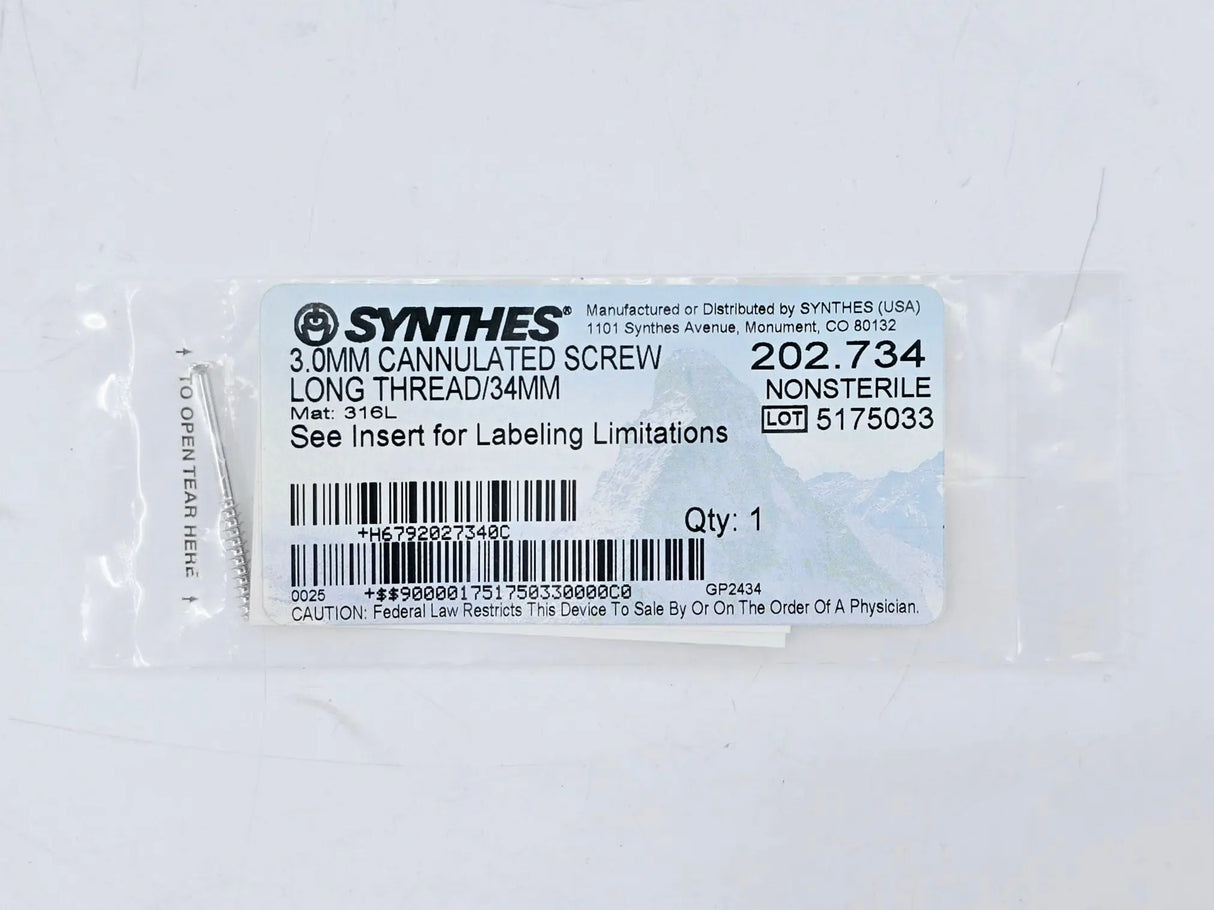 SYNTHES®
Manufactured or Distributed by SYNTHES (USA)
1101 Synthes Avenue, Monument, CO 80132
3.0MM CANNULATED SCREW
LONG THREAD/34MM
202.734
NONSTERILE
LOT 5175033
Mat: 316L
See Insert for Labeling Limitations
+H6792027340C
Qty: 1
0025 +$$90000175175033000​0C0 GP2434
CAUTION: Federal Law Restricts This Device To Sale By Or On The Order Of A Physician.
TO OPEN TEAR HERE